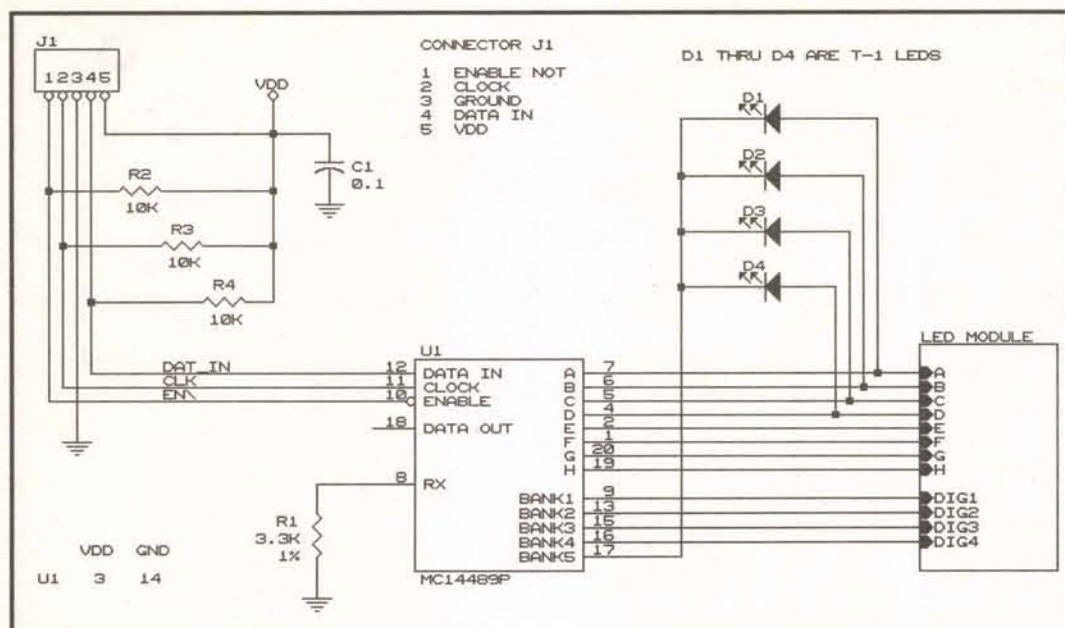 J1
12345
VDD
CONNECTOR J1
1 ENABLE NOT
2 CLOCK
3 GROUND
4 DATA IN
5 VDD
D1 THRU D4 ARE T-1 LEDS
D1
D2
D3
D4
C1
0.1
R2
10K
R3
10K
R4
10K
DAT_IN
CLK
EN\
U1
12 DATA IN
11 CLOCK
10 ENABLE
18 DATA OUT
8 RX
A 7
B 6
C 5
D 4
E 2
F 1
G 20
H 19
BANK1 9
BANK2 13
BANK3 15
BANK4 16
BANK5 17
MC14489P
R1
3.3K
1%
LED MODULE
A
B
C
D
E
F
G
H
DIG1
DIG2
DIG3
DIG4
VDD GND
U1 3 14